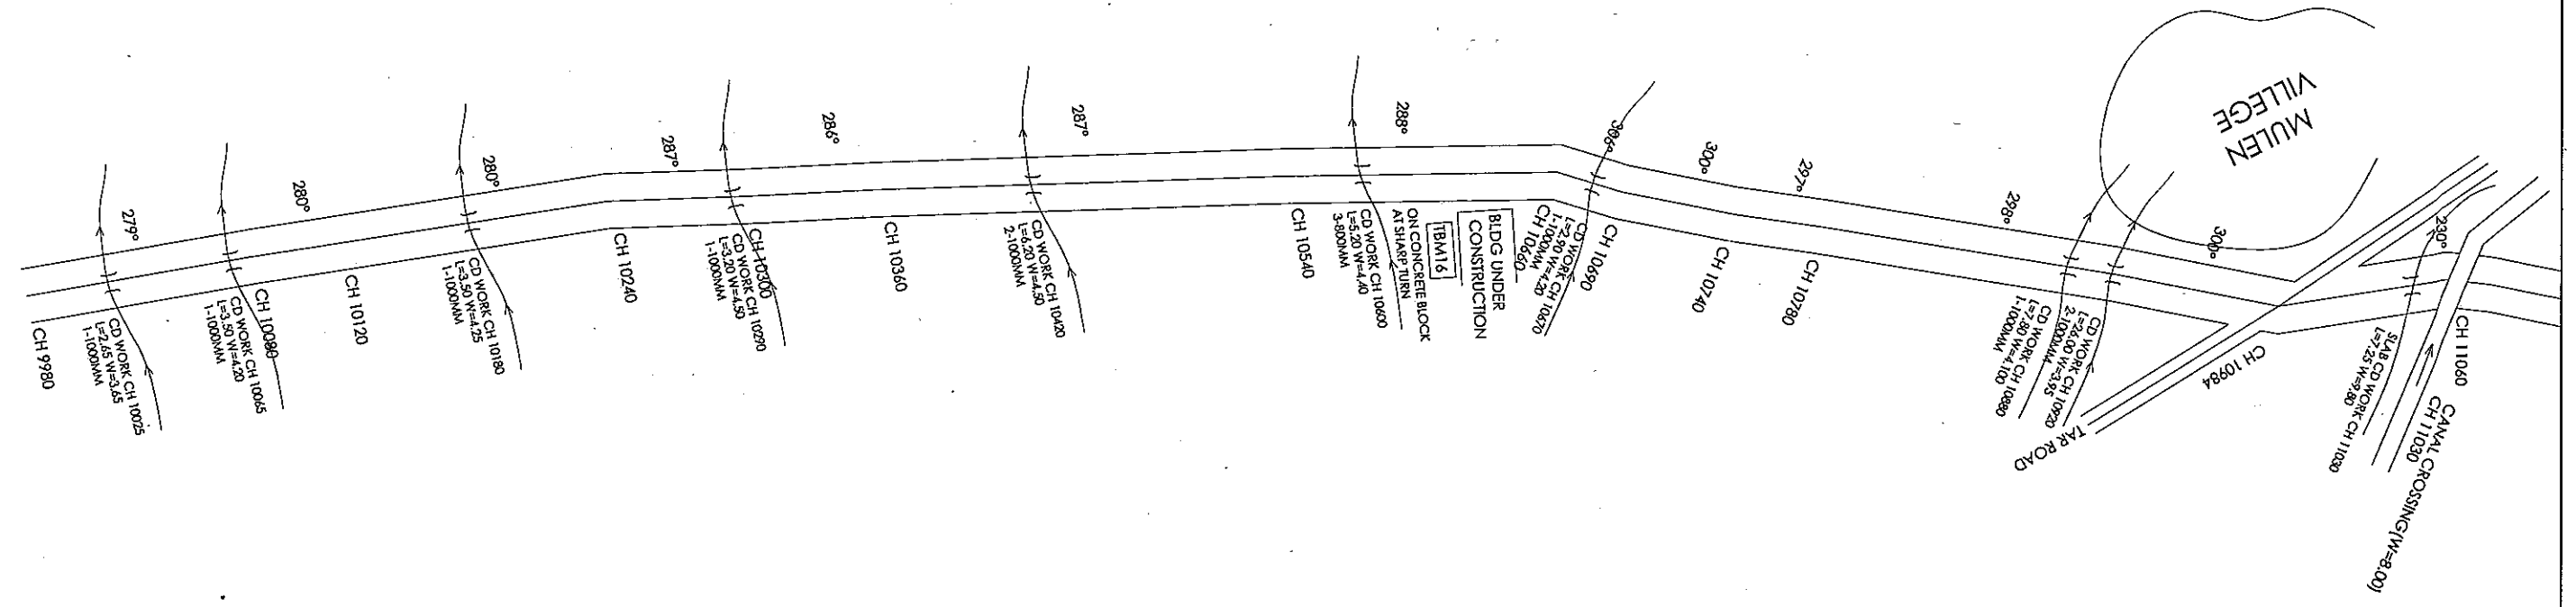 279°
280°
280°
287°
286°
287°
288°
306°
300°
297°
298°
300°
230°
MULEN
VILLEGE
CH 9980
CD WORK CH 10025
L=2.65 W=3.65
1-1000MM
CH 10080
CD WORK CH 10065
L=3.50 W=4.20
1-1000MM
CH 10120
CD WORK CH 10180
L=3.50 W=4.25
1-1000MM
CH 10240
CH 10300
CD WORK CH 10290
L=3.20 W=4.50
1-1000MM
CH 10360
CD WORK CH 10420
L=6.20 W=4.50
2-1000MM
CH 10540
CD WORK CH 10600
L=5.20 W=4.40
3-800MM
TBM16
ON CONCRETE BLOCK
AT SHARP TURN
BLDG UNDER
CONSTRUCTION
CH 10660
CD WORK CH 10670
L=2.90 W=4.20
1-1000MM
CH 10690
CH 10740
CH 10780
CD WORK CH 10880
L=7.80 W=4.100
1-1000MM
CD WORK CH 10920
L=26.00 W=3.95
2-1000MM
TAR ROAD
CH 10984
SLAB CD WORK CH 11030
L=7.25 W=9.80
CH 11060
CANAL CROSSING(W=8.00)
CH 11030